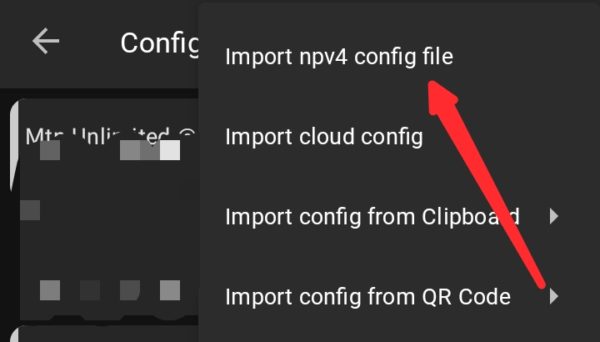 Config
Import npv4 config file
Mtn Unlimited
Import cloud config
Import config from Clipboard
Import config from QR Code